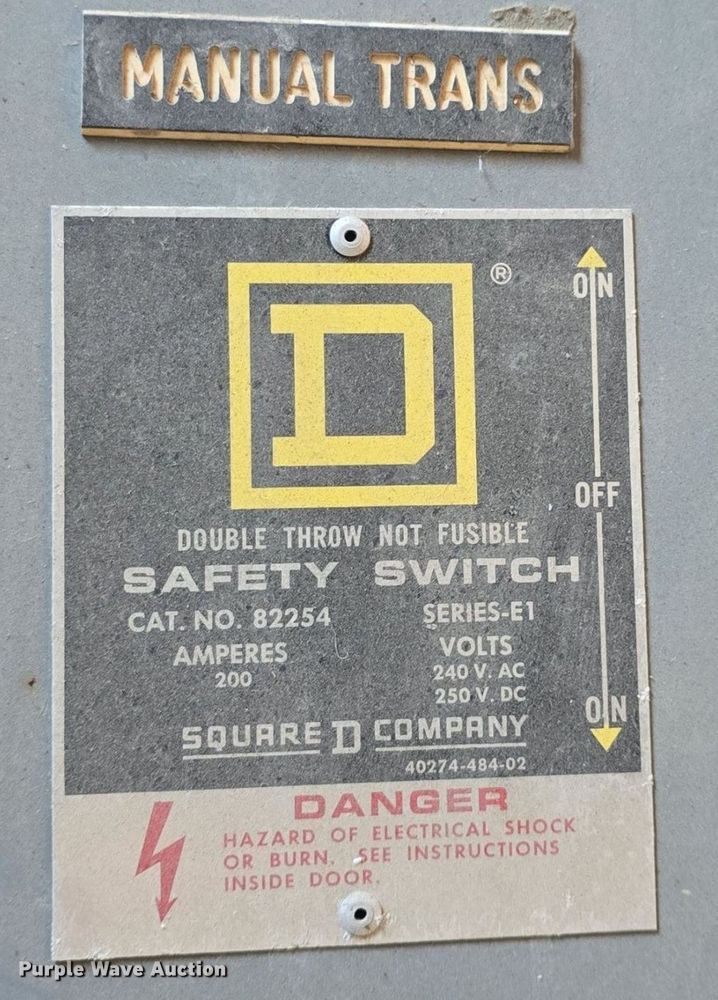 MANUAL TRANS
D ®
ON
OFF
DOUBLE THROW NOT FUSIBLE
SAFETY SWITCH
CAT. NO. 82254 SERIES-E1
AMPERES VOLTS
200 240 V. AC
250 V. DC
ON
SQUARE D COMPANY
40274-484-02
DANGER
HAZARD OF ELECTRICAL SHOCK
OR BURN. SEE INSTRUCTIONS
INSIDE DOOR.
Purple Wave Auction